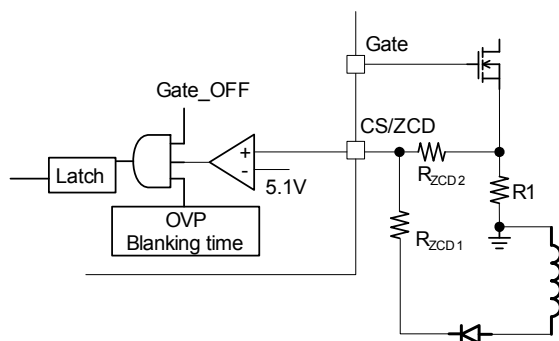 Gate
Gate_OFF
CS/ZCD
+
-
5.1V
Latch
OVP
Blanking time
RZCD2
R1
RZCD1